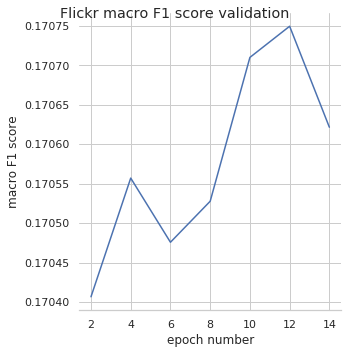 Flickr macro F1 score validation
0.17075
0.17070
0.17065
0.17060
0.17055
0.17050
0.17045
0.17040
macro F1 score
2 4 6 8 10 12 14
epoch number